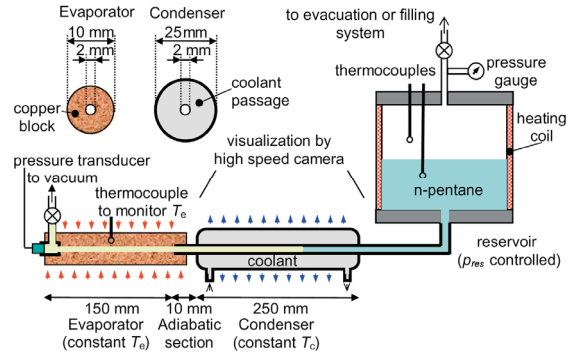 Evaporator
Condenser
10 mm
25mm
2 mm
2 mm
copper
block
coolant
passage
to evacuation or filling
system
thermocouples
pressure
gauge
heating
coil
n-pentane
reservoir
(pres controlled)
visualization by
high speed camera
pressure transducer
to vacuum
thermocouple
to monitor Te
coolant
150 mm
Evaporator
(constant Te)
10 mm
Adiabatic
section
250 mm
Condenser
(constant Tc)